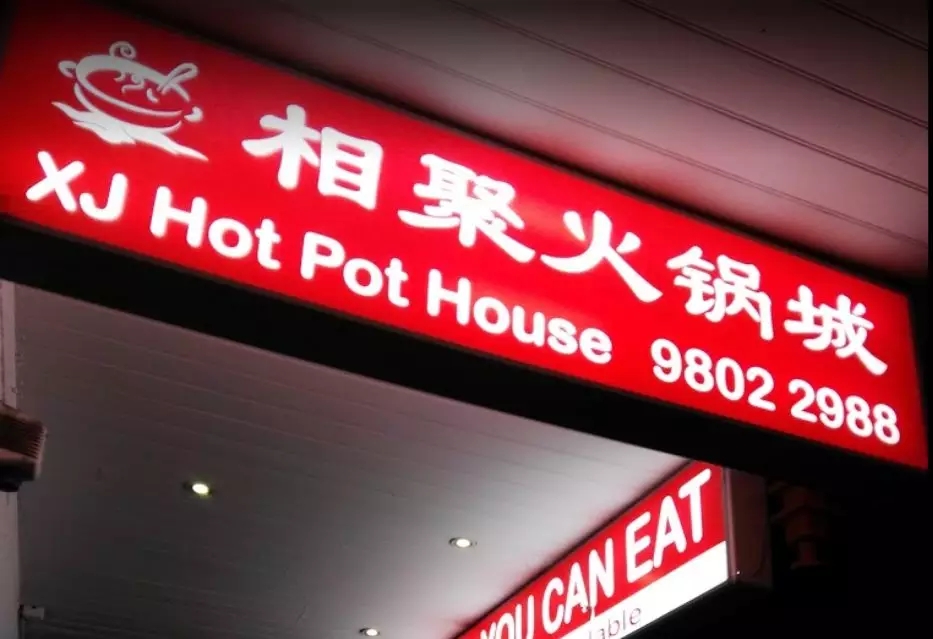 相聚火锅城
XJ Hot Pot House 9802 2988
YOU CAN EAT